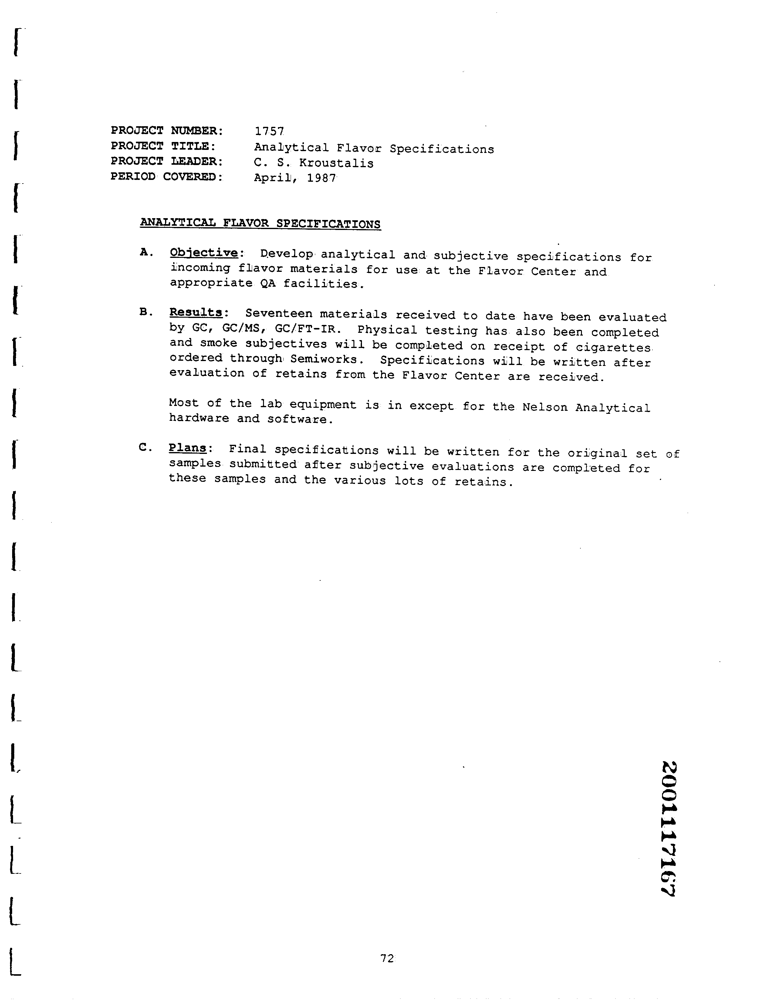 PROJECT NUMBER: 1757
PROJECT TITLE: Analytical Flavor Specifications
PROJECT LEADER: C. S. Kroustalis
PERIOD COVERED: April, 1987
ANALYTICAL FLAVOR SPECIFICATIONS
A. Objective: Develop analytical and subjective specifications for
incoming flavor materials for use at the Flavor Center and
appropriate QA facilities.
B. Results: Seventeen materials received to date have been evaluated
by GC, GC/MS, GC/FT-IR. Physical testing has also been completed
and smoke subjectives will be completed on receipt of cigarettes
ordered through Semiworks. Specifications will be written after
evaluation of retains from the Flavor Center are received.
Most of the lab equipment is in except for the Nelson Analytical
hardware and software.
C. Plans: Final specifications will be written for the original set of
samples submitted after subjective evaluations are completed for
these samples and the various lots of retains.
2001117167
72